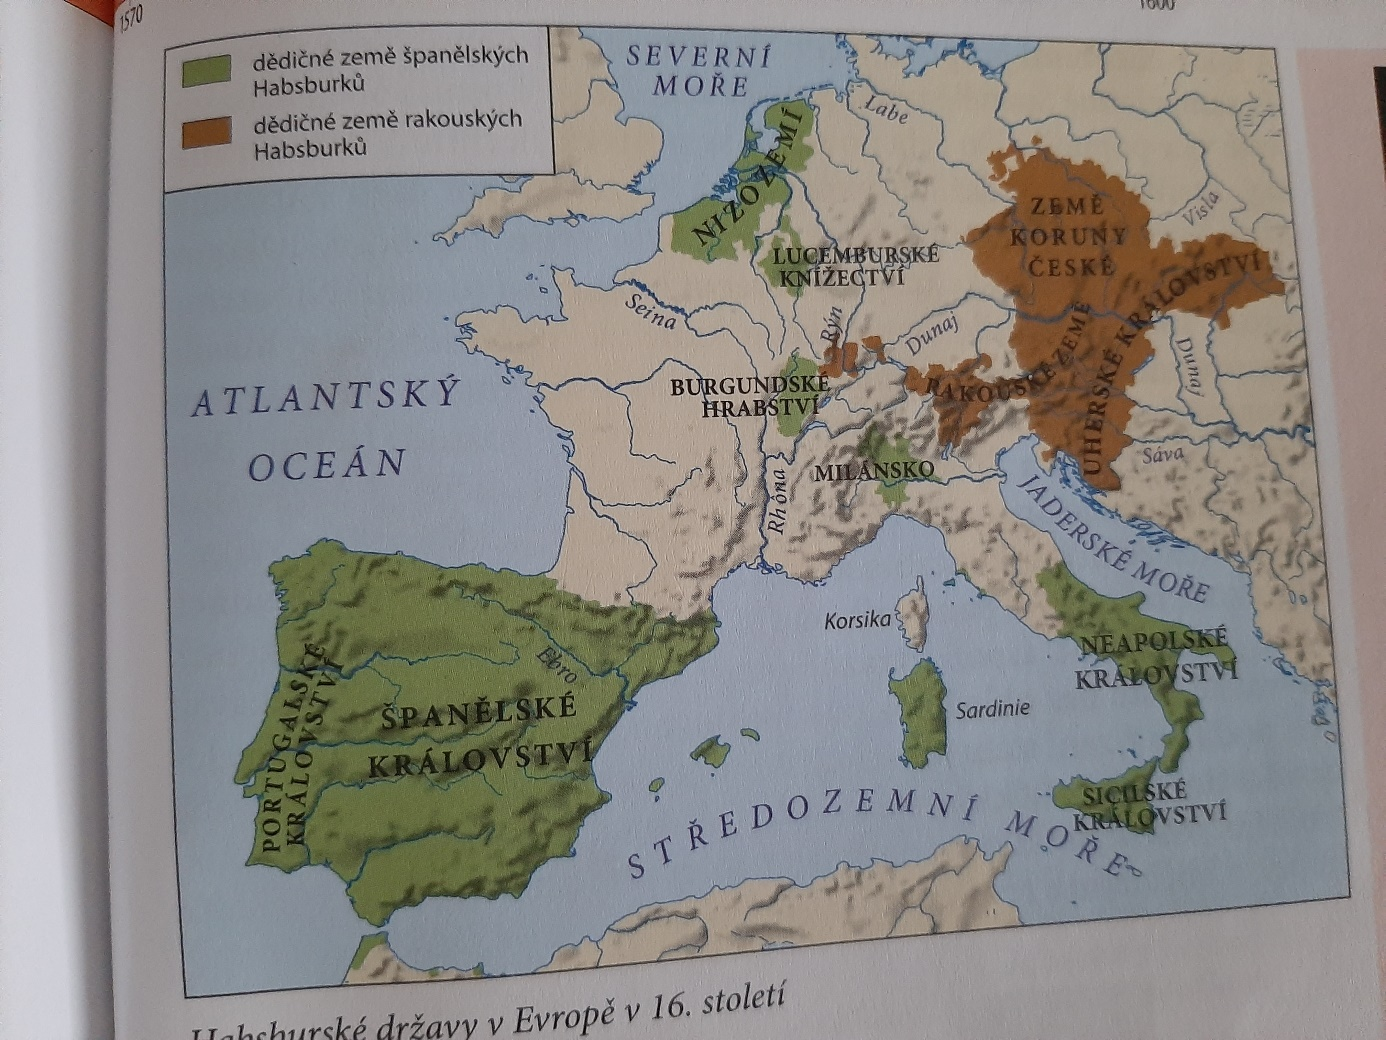 1570
1600
dědičné země španělských
Habsburků
dědičné země rakouských
Habsburků
SEVERNÍ
MOŘE
Labe
NIZOZEMÍ
ZEMĚ
KORUNY
ČESKÉ
Visla
LUCEMBURSKÉ
KNÍŽECTVÍ
UHERSKÉ KRÁLOVSTVÍ
Seina
Rýn
Dunaj
Dunaj
RAKOUSKÉ ZEMĚ
BURGUNDSKÉ
HRABSTVÍ
ATLANTSKÝ
OCEÁN
MILÁNSKO
Sáva
Rhôna
JADERSKÉ MOŘE
Korsika
NEAPOLSKÉ
KRÁLOVSTVÍ
Ebro
PORTUGALSKÉ
KRÁLOVSTVÍ
ŠPANĚLSKÉ
KRÁLOVSTVÍ
Sardinie
SICILSKÉ
KRÁLOVSTVÍ
STŘEDOZEMNÍ MOŘE
Habsburské državy v Evropě v 16. století